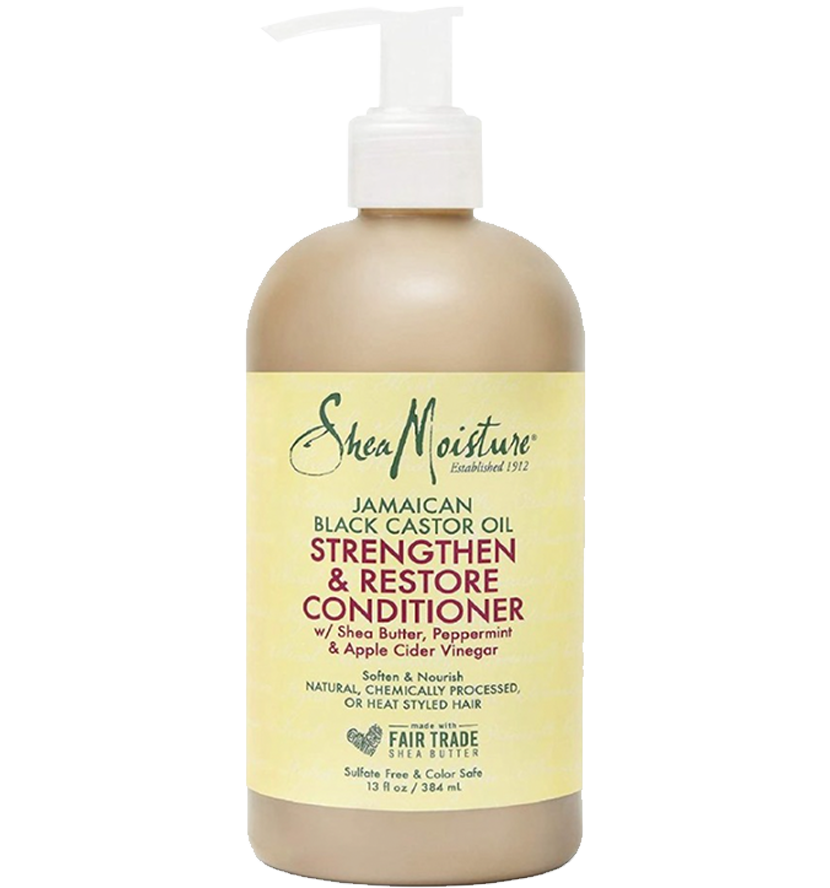 SheaMoisture®
Established 1912
JAMAICAN
BLACK CASTOR OIL
STRENGTHEN
& RESTORE
CONDITIONER
w/ Shea Butter, Peppermint
& Apple Cider Vinegar
Soften & Nourish
NATURAL, CHEMICALLY PROCESSED,
OR HEAT STYLED HAIR
made with
FAIR TRADE
SHEA BUTTER
Sulfate Free & Color Safe
13 fl oz / 384 mL